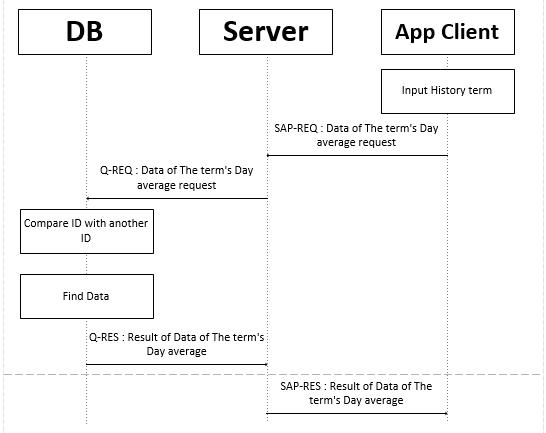 DB
Server
App Client
Input History term
SAP-REQ : Data of The term's Day
average request
Q-REQ : Data of The term's Day
average request
Compare ID with another
ID
Find Data
Q-RES : Result of Data of The term's
Day average
SAP-RES : Result of Data of The
term's Day average